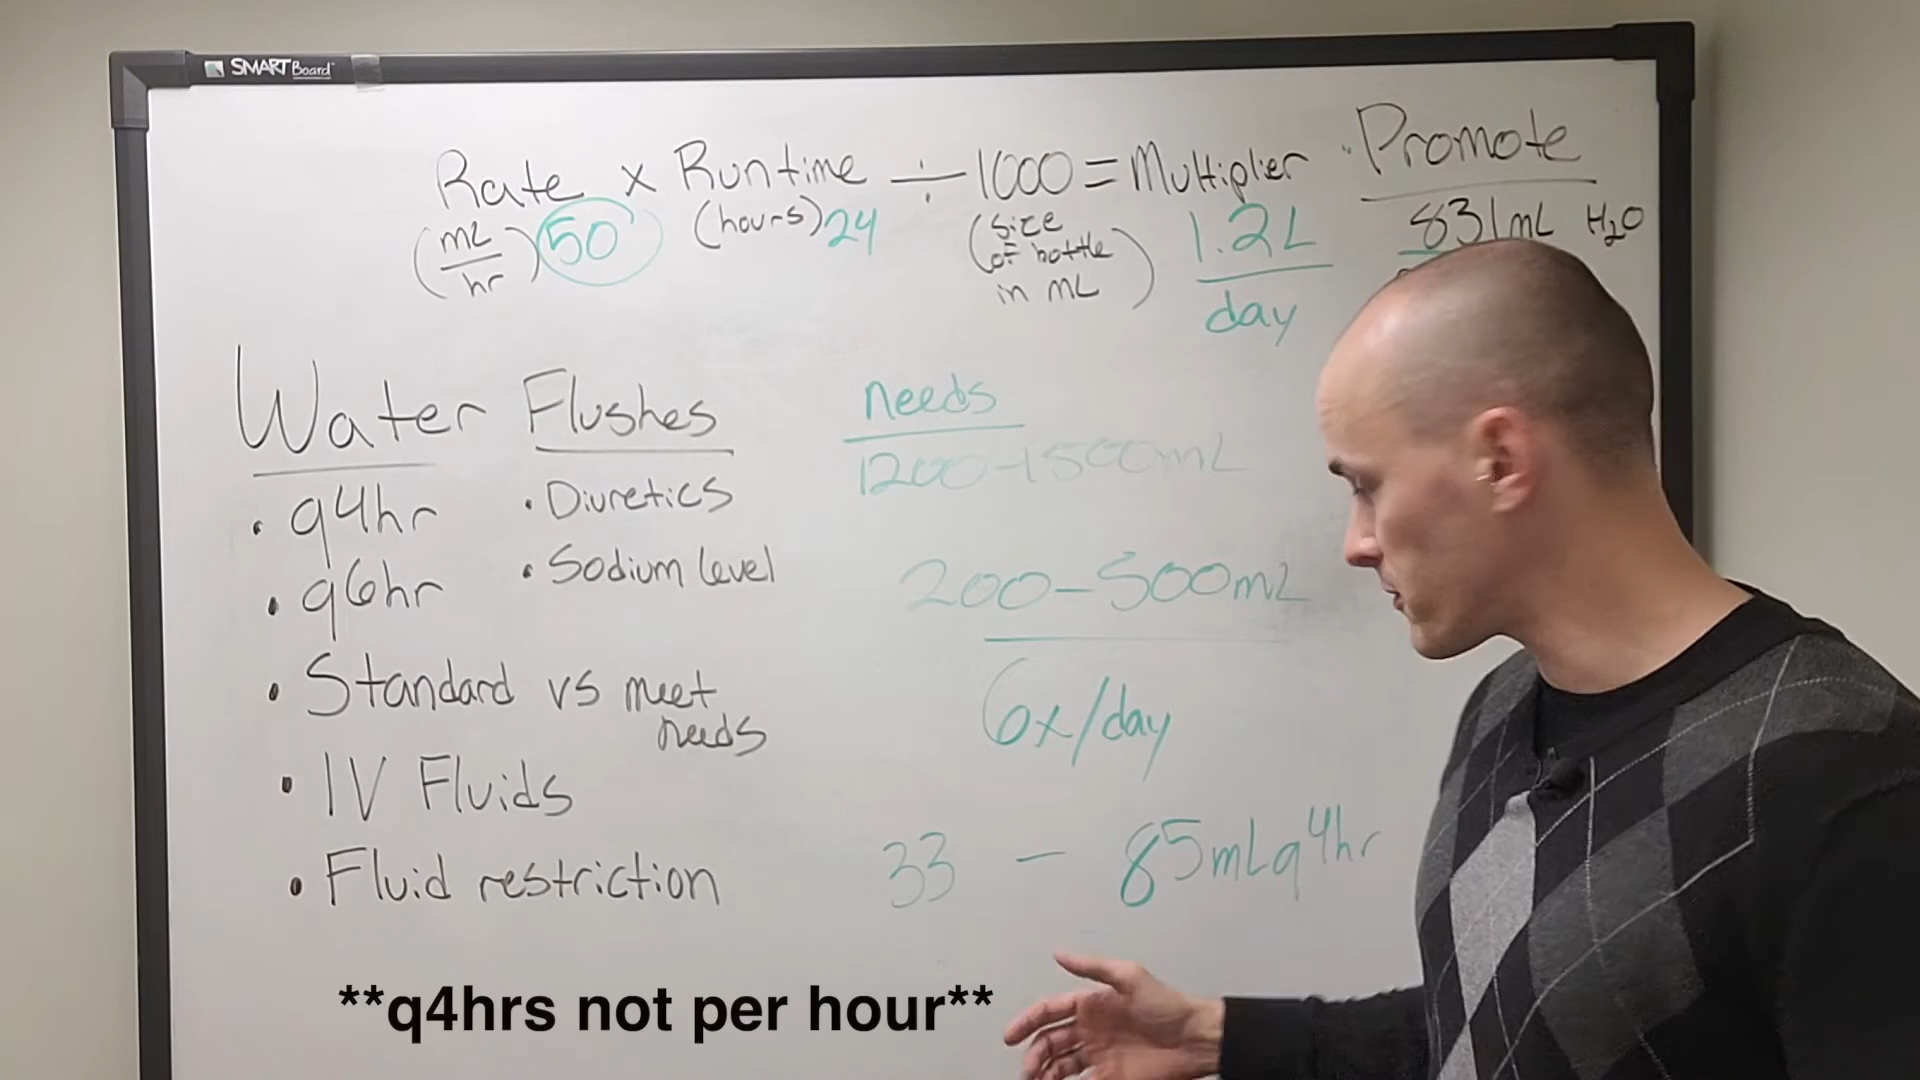 SMART Board
Rate x Runtime ÷ 1000 = Multiplier · Promote
(mL/hr) 50 (hours) 24 (size of bottle in mL) 1.2L/day 831mL H2O
Water Flushes
• q4hr
• q6hr
• Standard vs meet
needs
• IV Fluids
• Fluid restriction
• Diuretics
• Sodium level
needs
1200-1500mL
200-500mL
6x/day
33 - 85mL q4hr
**q4hrs not per hour**